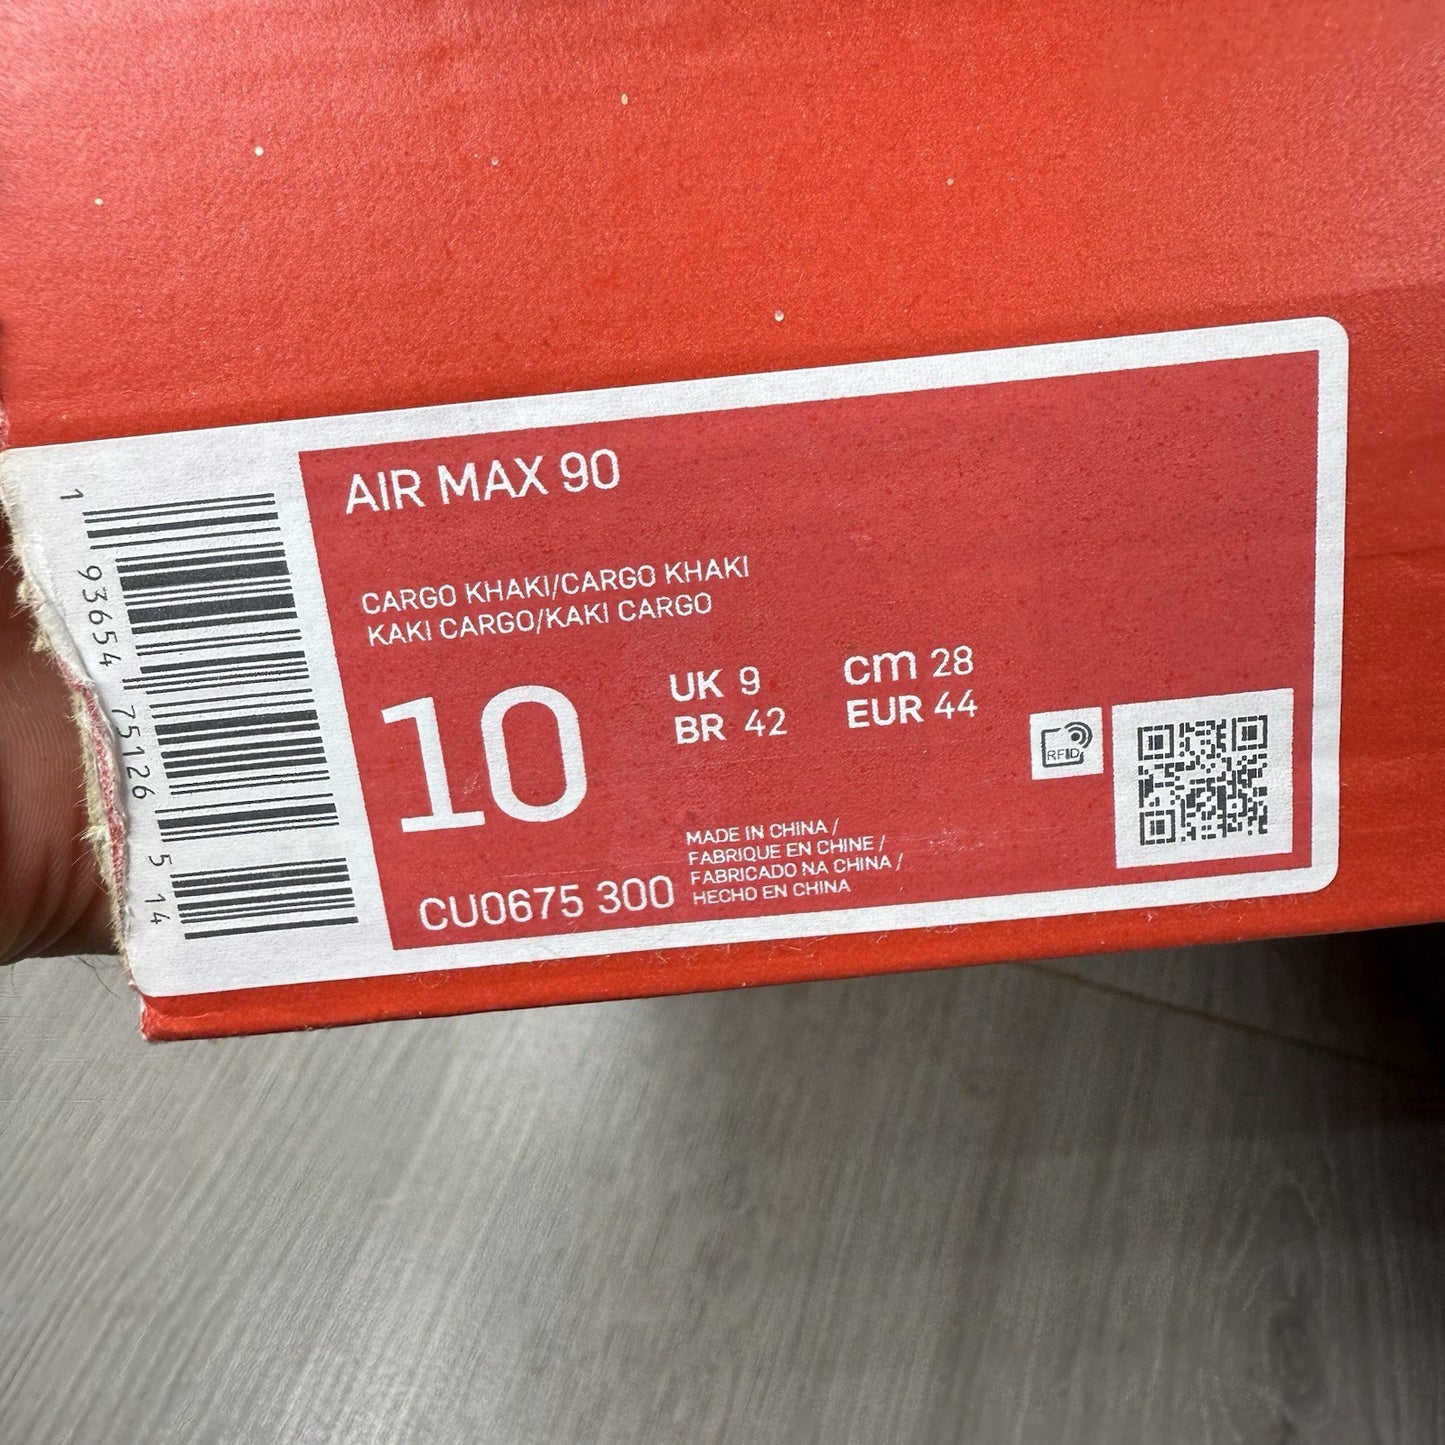 AIR MAX 90
CARGO KHAKI/CARGO KHAKI
KAKI CARGO/KAKI CARGO
10
UK 9
BR 42
cm 28
EUR 44
RFID
MADE IN CHINA /
FABRIQUE EN CHINE /
FABRICADO NA CHINA /
HECHO EN CHINA
CU0675 300
1 93654 75126 5 14